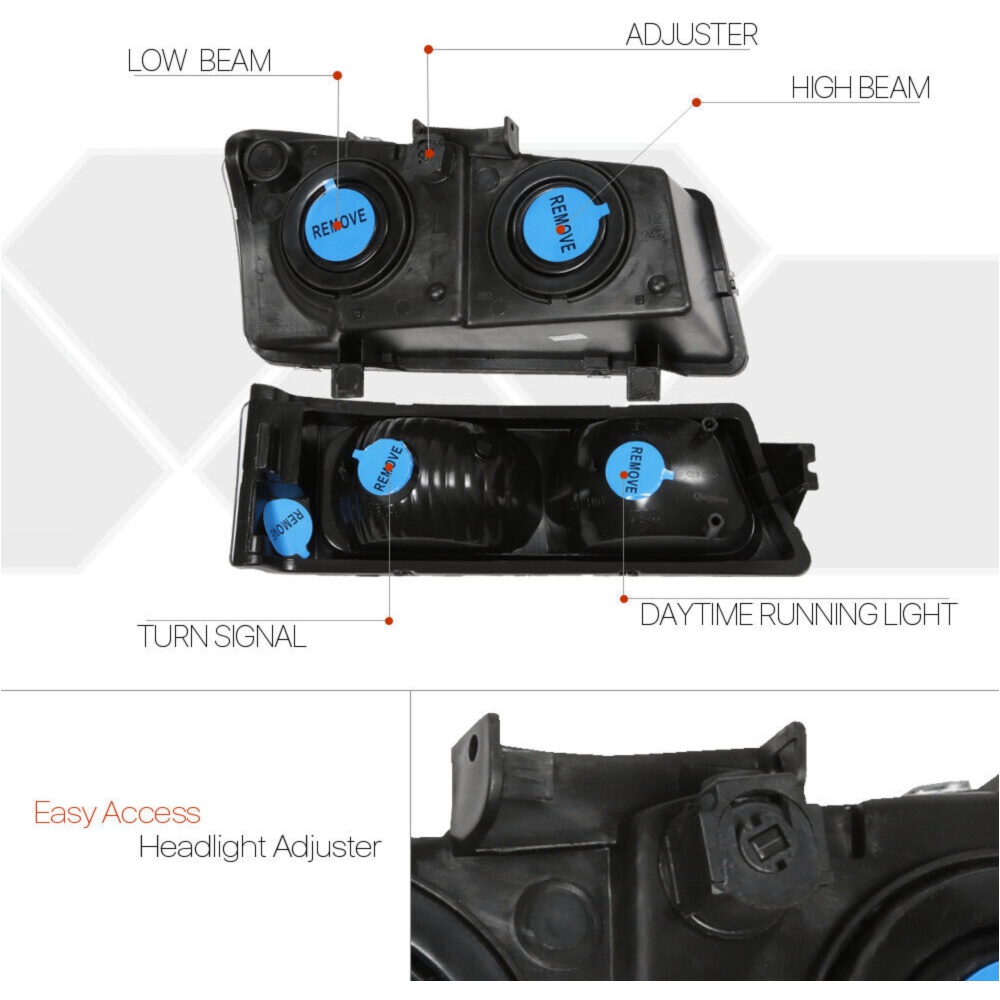 ADJUSTER
LOW BEAM
HIGH BEAM
REMOVE
REMOVE
REMOVE
REMOVE
REMOVE
DAYTIME RUNNING LIGHT
TURN SIGNAL
Easy Access
Headlight Adjuster